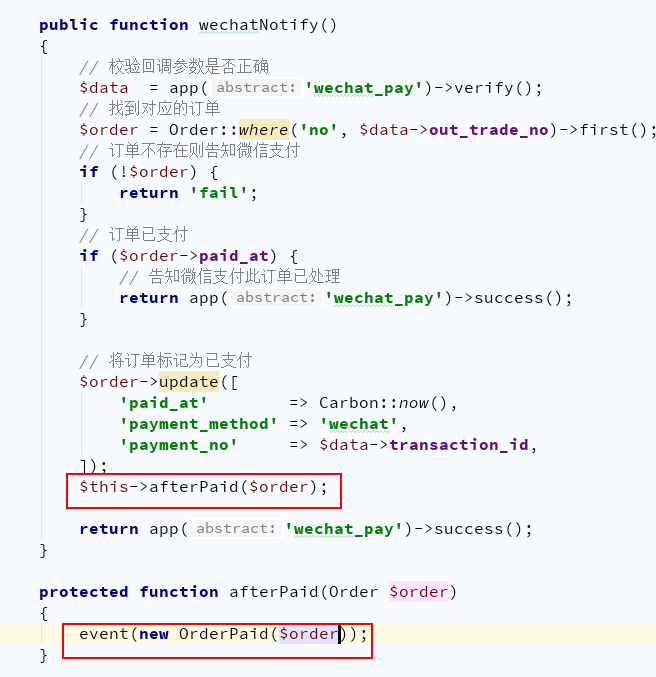 public function wechatNotify()
{
// 校验回调参数是否正确
$data  = app( abstract: 'wechat_pay')->verify();
// 找到对应的订单
$order = Order::where('no', $data->out_trade_no)->first();
// 订单不存在则告知微信支付
if (!$order) {
return 'fail';
}
// 订单已支付
if ($order->paid_at) {
// 告知微信支付此订单已处理
return app( abstract: 'wechat_pay')->success();
}
// 将订单标记为已支付
$order->update([
'paid_at'        => Carbon::now(),
'payment_method' => 'wechat',
'payment_no'     => $data->transaction_id,
]);
$this->afterPaid($order);
return app( abstract: 'wechat_pay')->success();
}
protected function afterPaid(Order $order)
{
event(new OrderPaid($order));
}